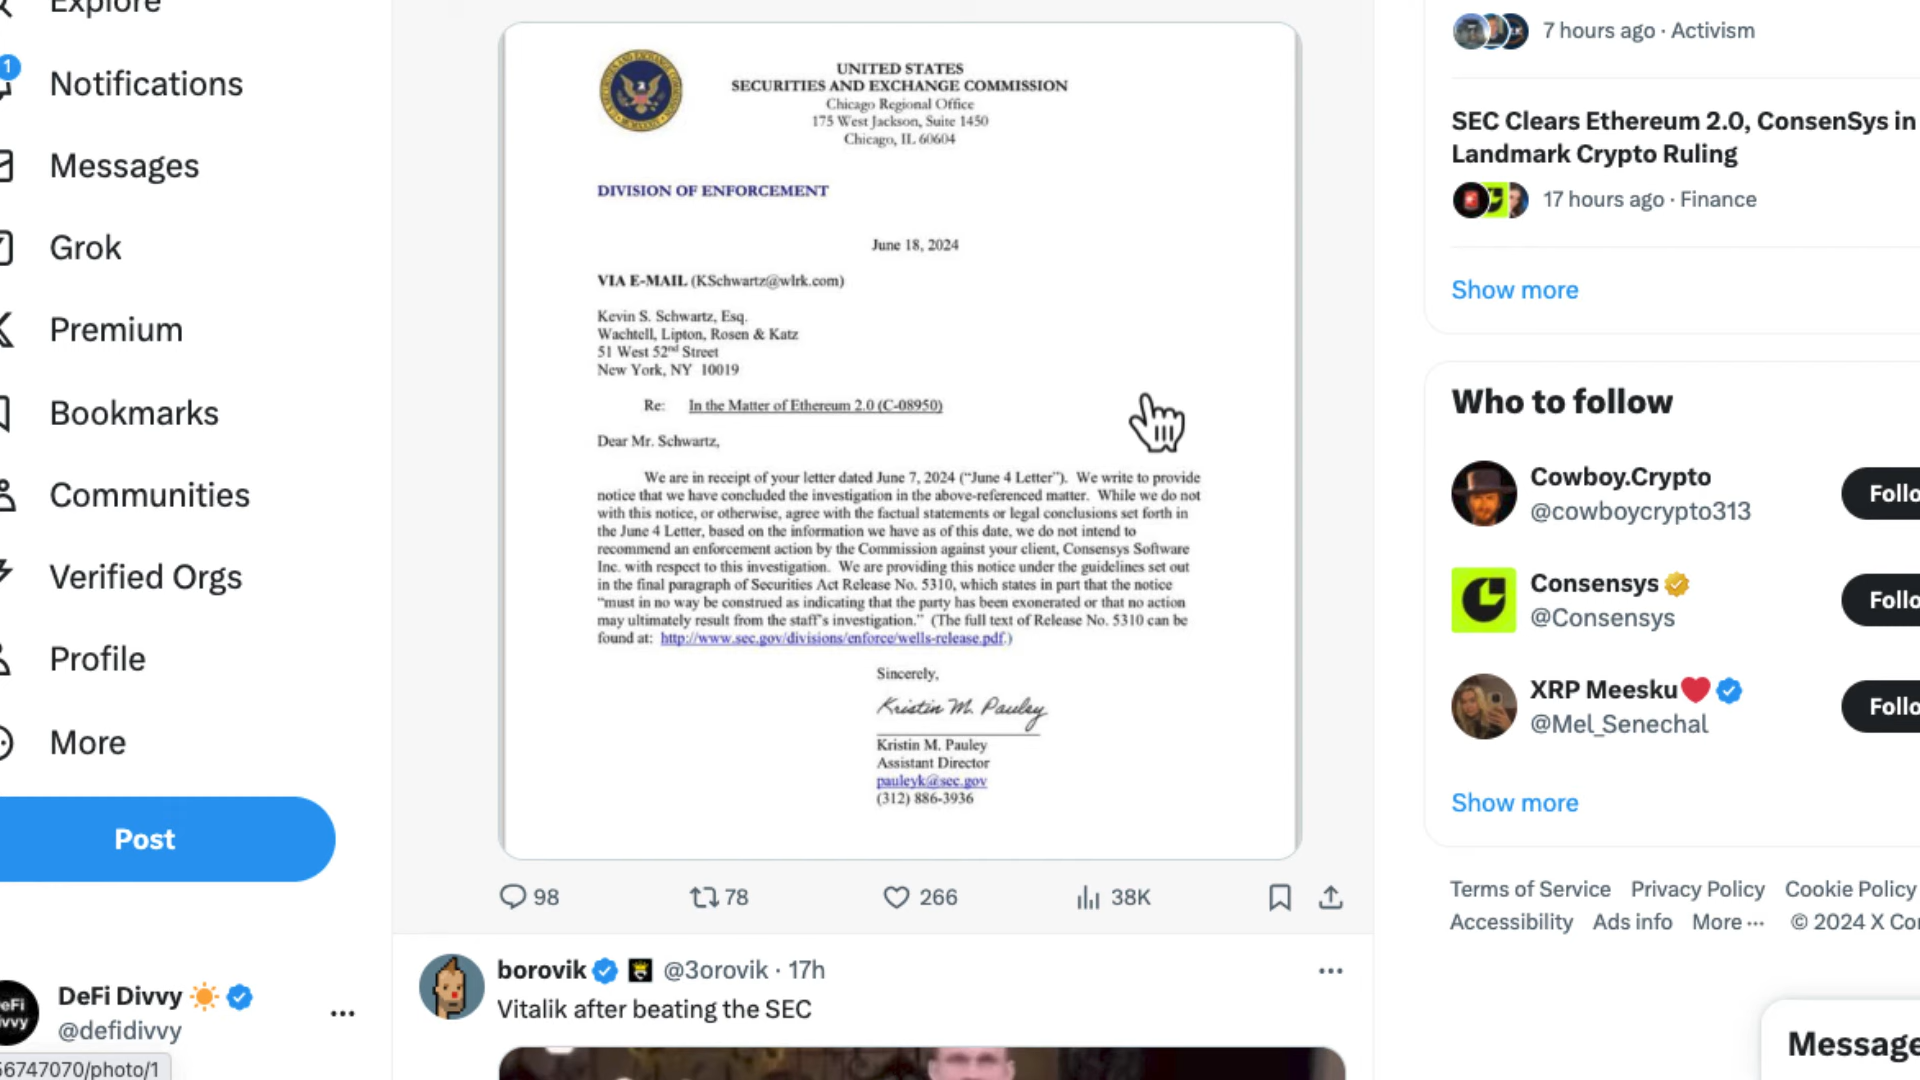 Explore
1
Notifications
Messages
Grok
Premium
Bookmarks
Communities
Verified Orgs
Profile
More
Post
DeFi Divvy
@defidivvy
56747070/photo/1
UNITED STATES
SECURITIES AND EXCHANGE COMMISSION
Chicago Regional Office
175 West Jackson, Suite 1450
Chicago, IL 60604
DIVISION OF ENFORCEMENT
June 18, 2024
VIA E-MAIL (KSchwartz@wlrk.com)
Kevin S. Schwartz, Esq.
Wachtell, Lipton, Rosen & Katz
51 West 52nd Street
New York, NY 10019
Re: In the Matter of Ethereum 2.0 (C-08950)
Dear Mr. Schwartz,
We are in receipt of your letter dated June 7, 2024 (“June 4 Letter”). We write to provide
notice that we have concluded the investigation in the above-referenced matter. While we do not
with this notice, or otherwise, agree with the factual statements or legal conclusions set forth in
the June 4 Letter, based on the information we have as of this date, we do not intend to
recommend an enforcement action by the Commission against your client, Consensys Software
Inc. with respect to this investigation. We are providing this notice under the guidelines set out
in the final paragraph of Securities Act Release No. 5310, which states in part that the notice
“must in no way be construed as indicating that the party has been exonerated or that no action
may ultimately result from the staff’s investigation.” (The full text of Release No. 5310 can be
found at: http://www.sec.gov/divisions/enforce/wells-release.pdf.)
Sincerely,
Kristin M. Pauley
Kristin M. Pauley
Assistant Director
pauleyk@sec.gov
(312) 886-3936
98 78 266 38K
borovik @3orovik · 17h
Vitalik after beating the SEC
7 hours ago · Activism
SEC Clears Ethereum 2.0, ConsenSys in
Landmark Crypto Ruling
17 hours ago · Finance
Show more
Who to follow
Cowboy.Crypto
@cowboycrypto313
Follo
Consensys
@Consensys
Follo
XRP Meesku
@Mel_Senechal
Follo
Show more
Terms of Service Privacy Policy Cookie Policy
Accessibility Ads info More ··· © 2024 X Co
Message